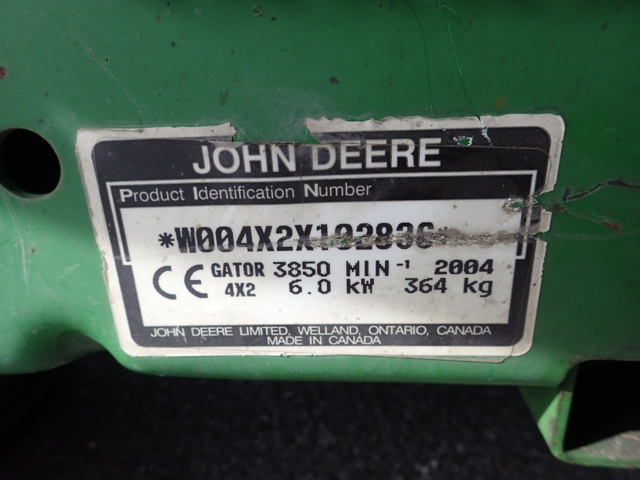 JOHN DEERE
Product Identification Number
*W004X2X102836*
CE GATOR 3850 MIN⁻¹ 2004
4X2 6.0 kW 364 kg
JOHN DEERE LIMITED, WELLAND, ONTARIO, CANADA
MADE IN CANADA